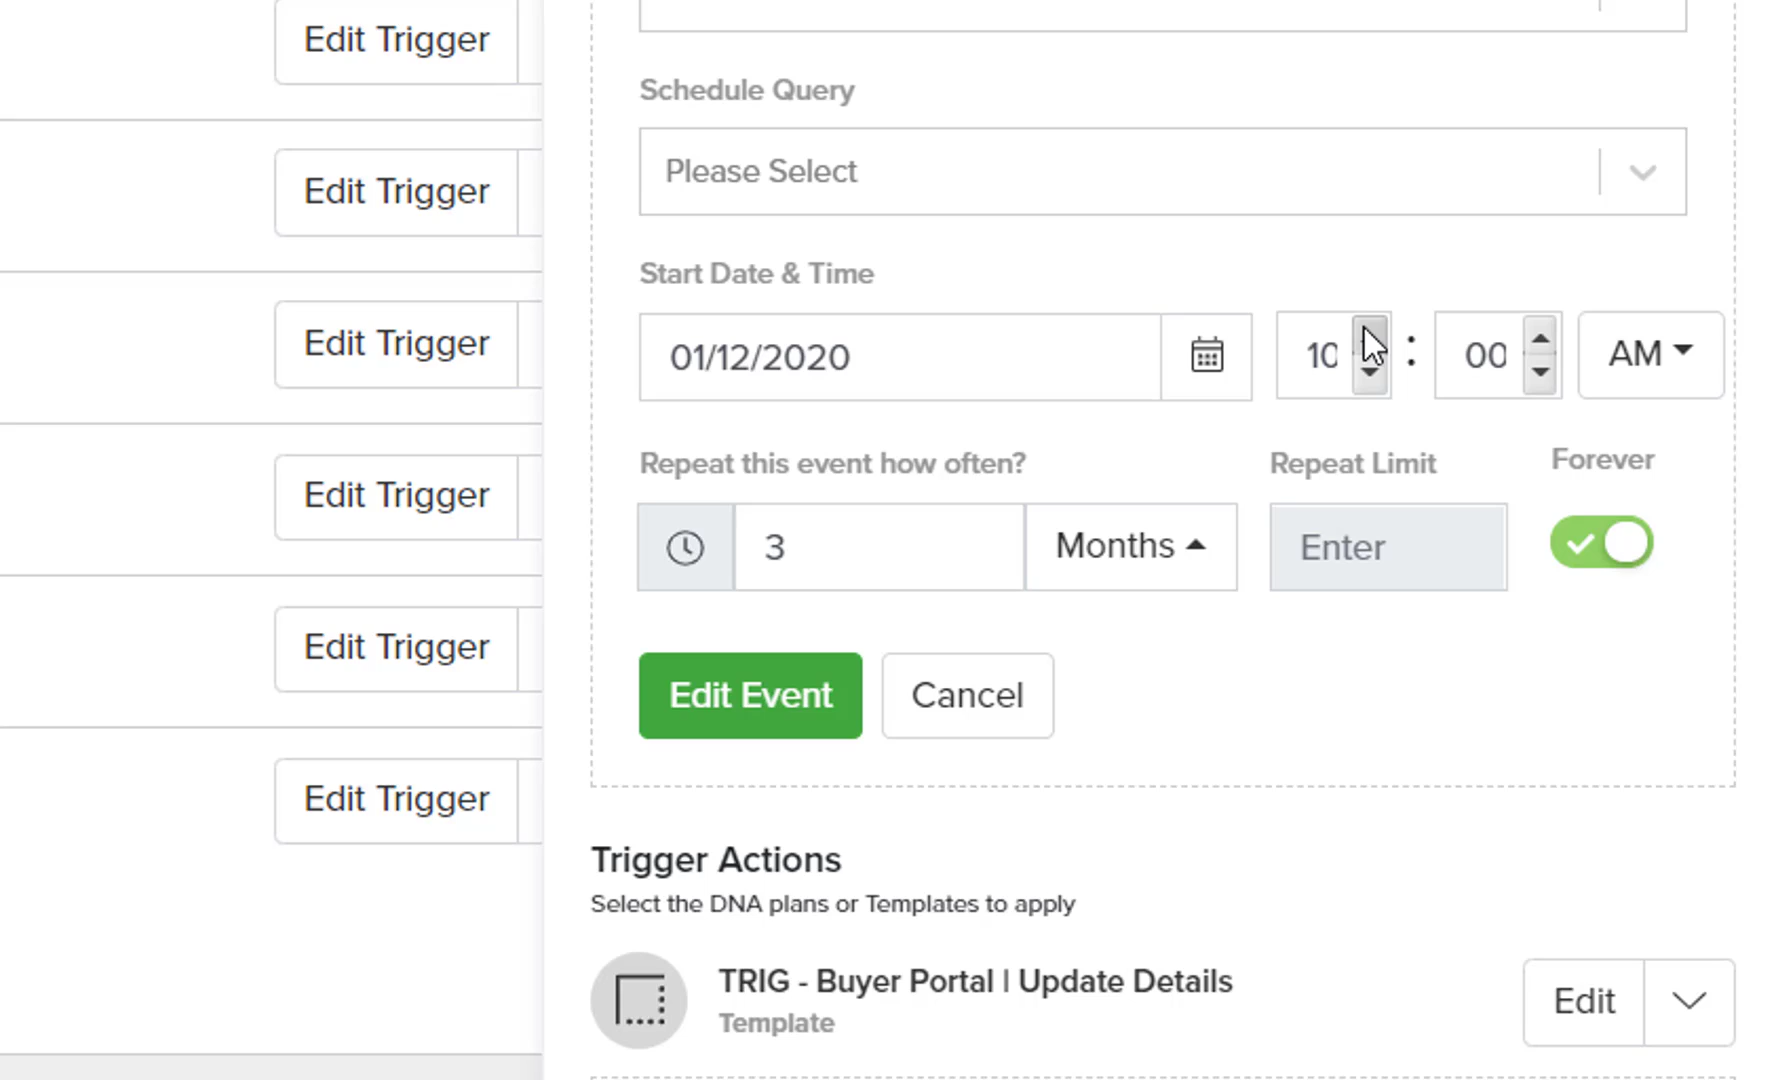 Edit Trigger
Edit Trigger
Edit Trigger
Edit Trigger
Edit Trigger
Edit Trigger
Schedule Query
Please Select
Start Date & Time
01/12/2020
10 : 00 AM
Repeat this event how often?
Repeat Limit
Forever
3
Months
Enter
Edit Event
Cancel
Trigger Actions
Select the DNA plans or Templates to apply
TRIG - Buyer Portal | Update Details
Template
Edit